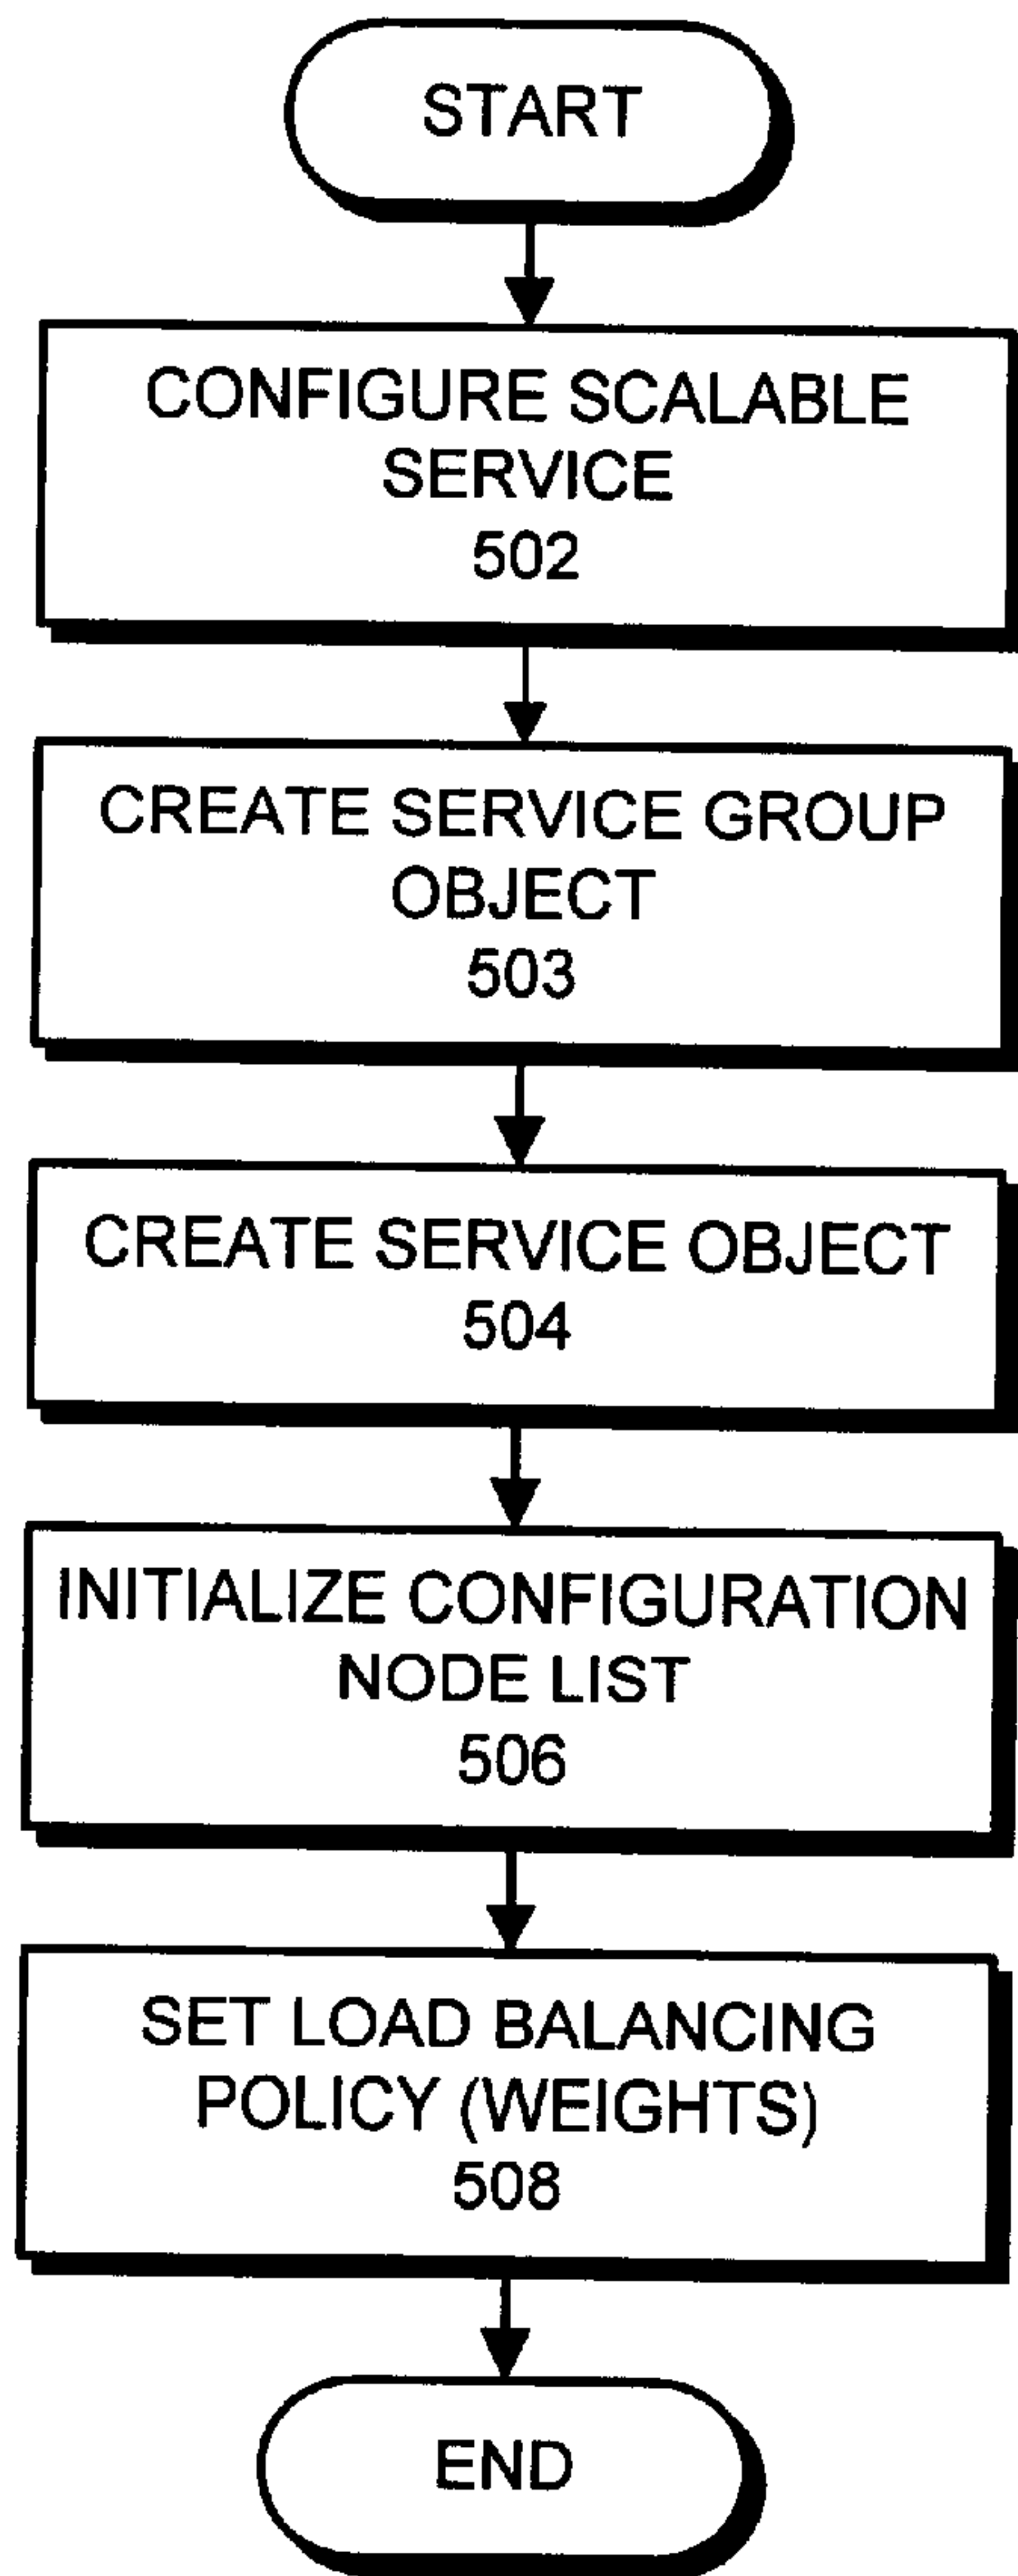 START
CONFIGURE SCALABLE
SERVICE
502
CREATE SERVICE GROUP
OBJECT
503
CREATE SERVICE OBJECT
504
INITIALIZE CONFIGURATION
NODE LIST
506
SET LOAD BALANCING
POLICY (WEIGHTS)
508
END